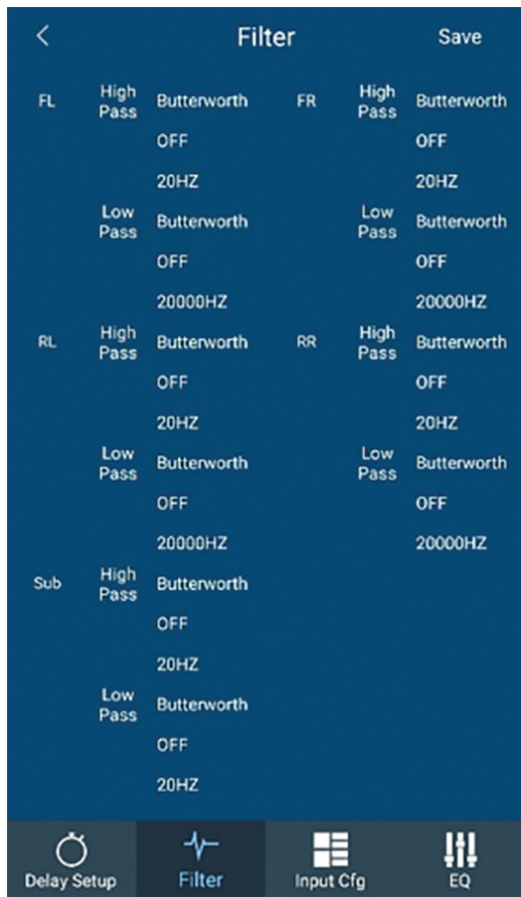 Filter Save
FL High Pass Butterworth FR High Pass Butterworth
OFF OFF
20HZ 20HZ
Low Pass Butterworth Low Pass Butterworth
OFF OFF
20000HZ 20000HZ
RL High Pass Butterworth RR High Pass Butterworth
OFF OFF
20HZ 20HZ
Low Pass Butterworth Low Pass Butterworth
OFF OFF
20000HZ 20000HZ
Sub High Pass Butterworth
OFF
20HZ
Low Pass Butterworth
OFF
20HZ
Delay Setup Filter Input Cfg EQ